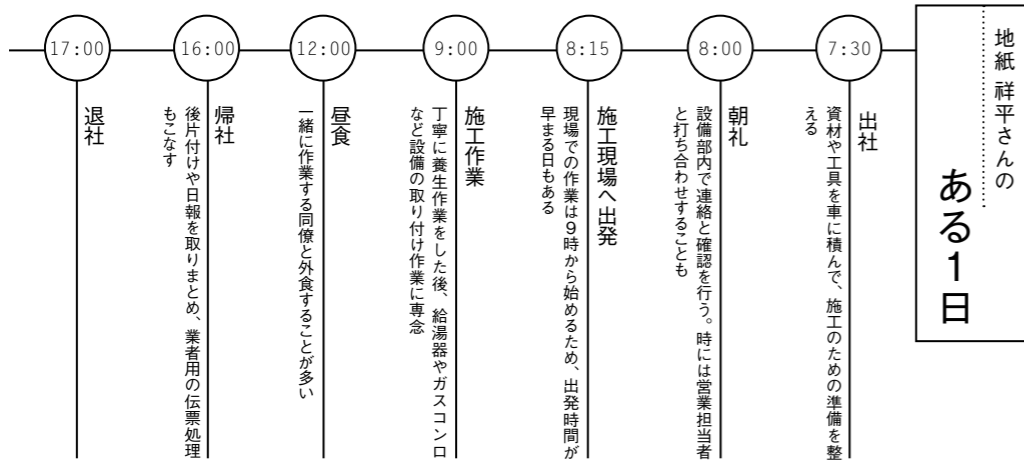 地紙 祥平さんの
ある1日
7:30
出社
資材や工具を車に積んで、施工のための準備を整
える
8:00
朝礼
設備部内で連絡と確認を行う。時には営業担当者
と打ち合わせすることも
8:15
施工現場へ出発
現場での作業は9時から始めるため、出発時間が
早まる日もある
9:00
施工作業
丁寧に養生作業をした後、給湯器やガスコンロ
など設備の取り付け作業に専念
12:00
昼食
一緒に作業する同僚と外食することが多い
16:00
帰社
後片付けや日報を取りまとめ、業者用の伝票処理
もこなす
17:00
退社